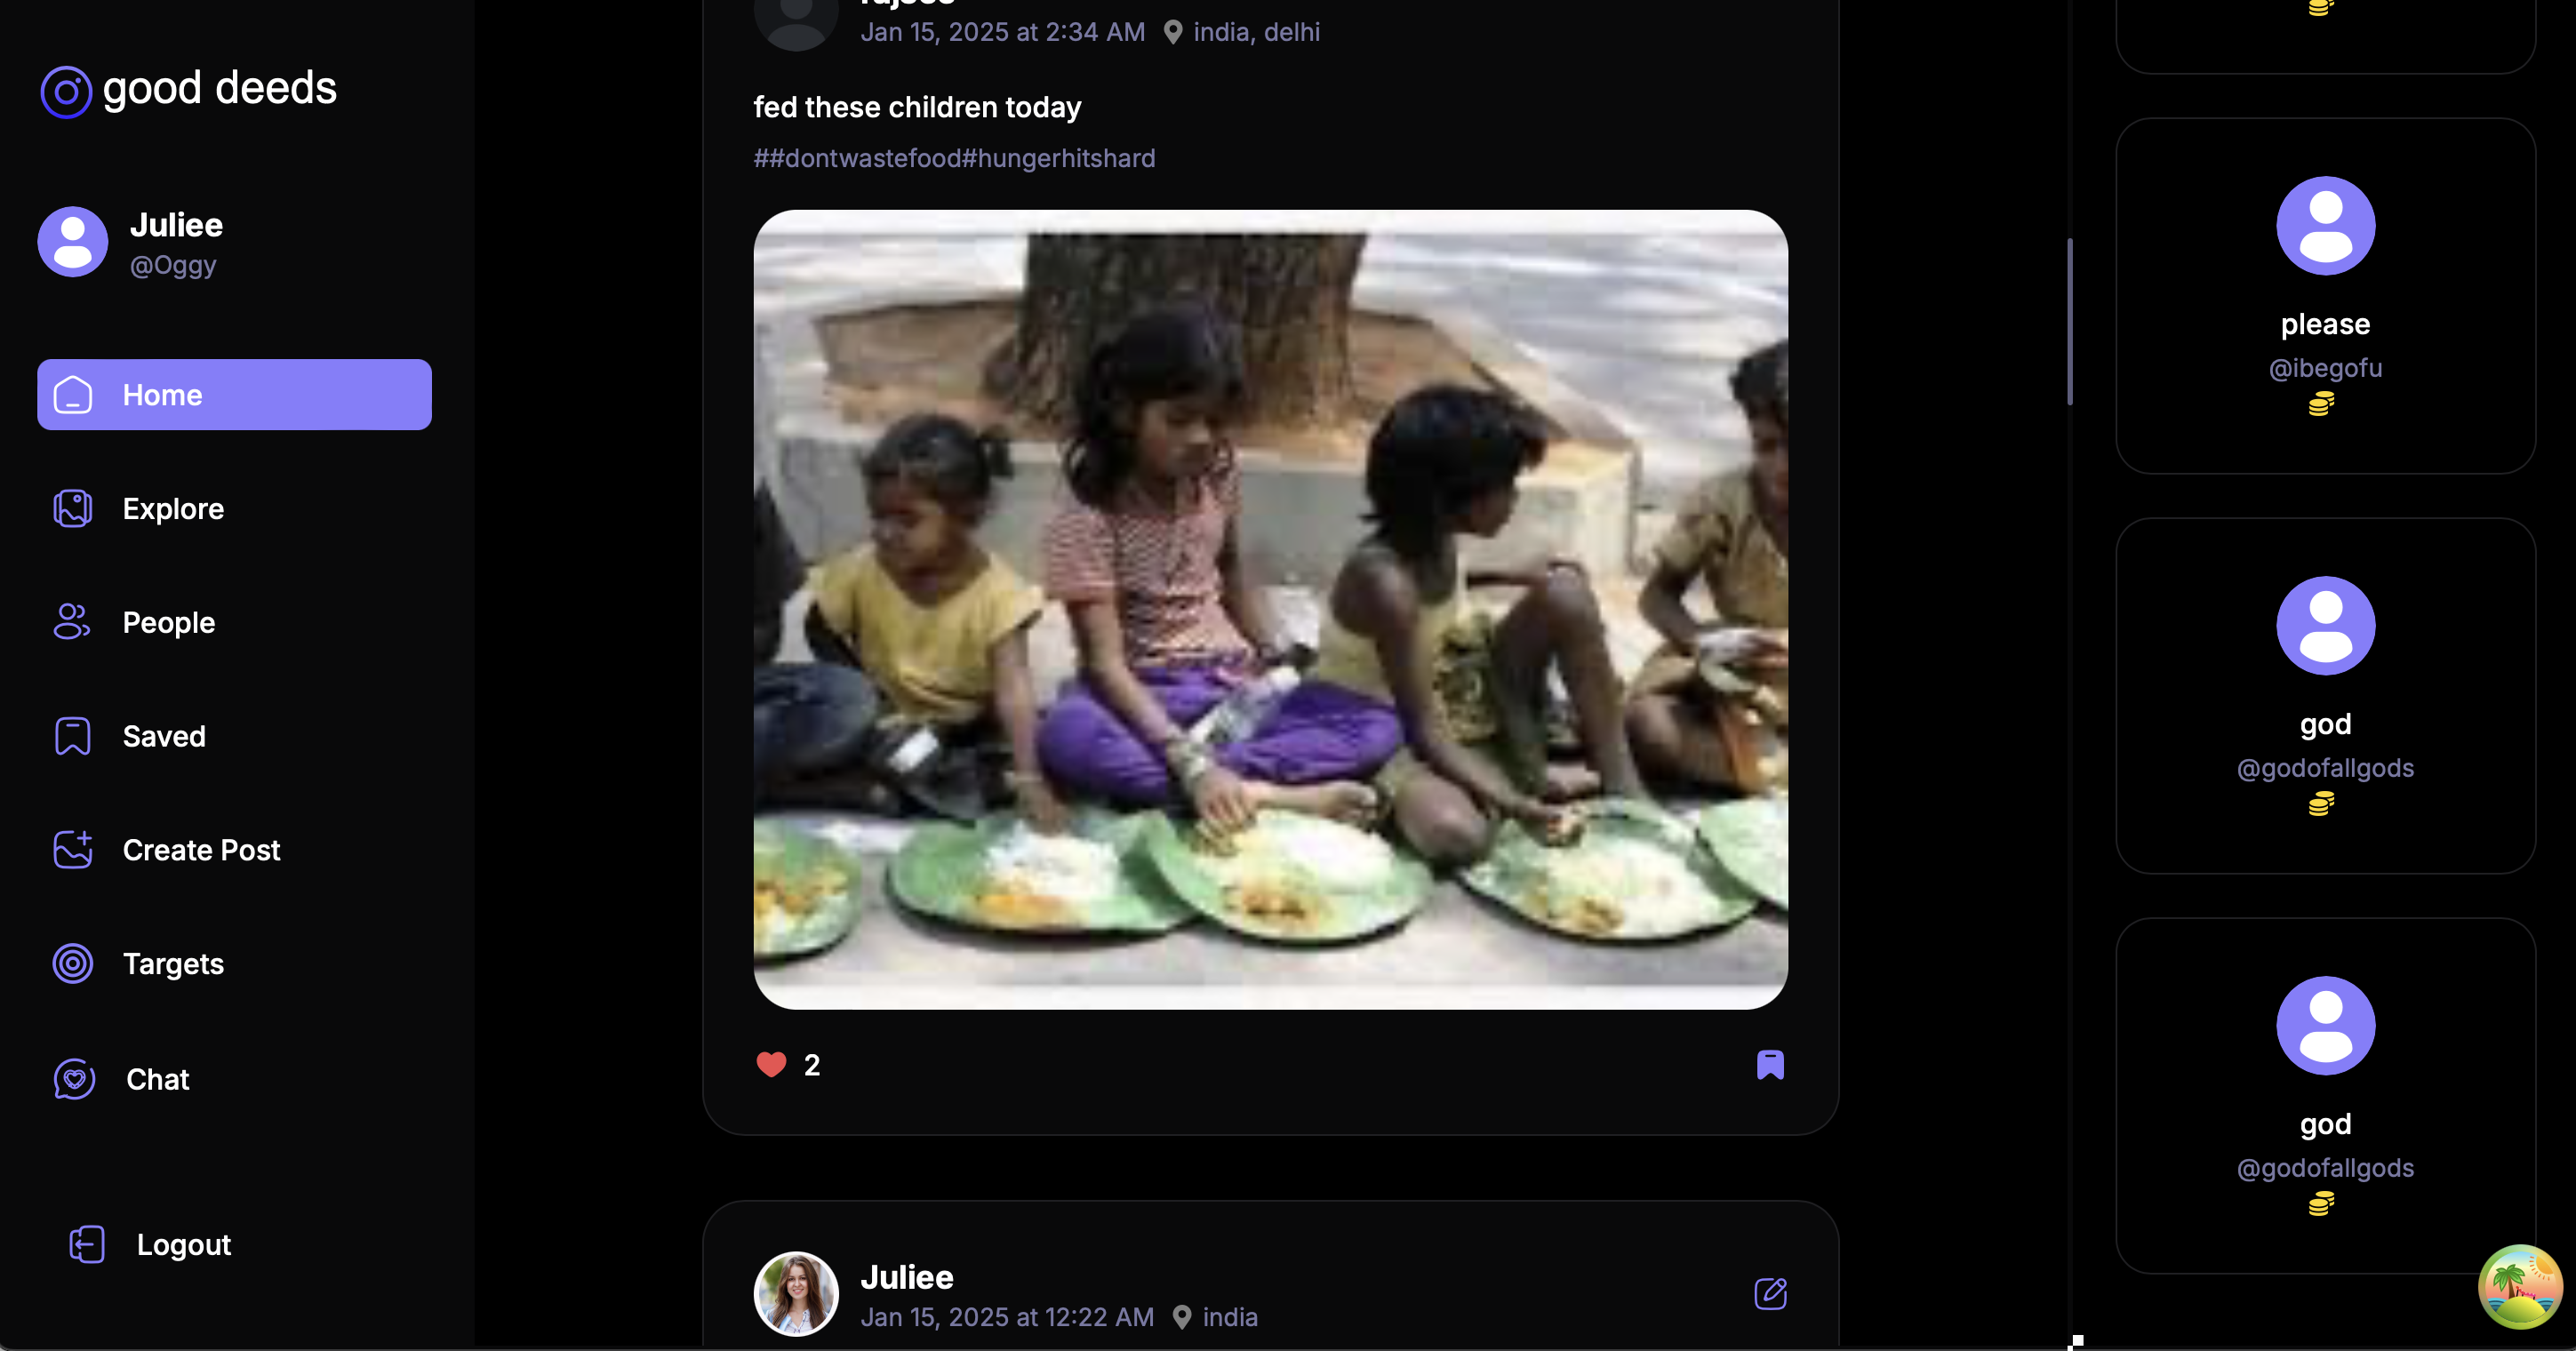 good deeds
Juliee
@Oggy
Home
Explore
People
Saved
Create Post
Targets
Chat
Logout
Jan 15, 2025 at 2:34 AM india, delhi
fed these children today
##dontwastefood#hungerhitshard
2
Juliee
Jan 15, 2025 at 12:22 AM india
please
@ibegofu
god
@godofallgods
god
@godofallgods